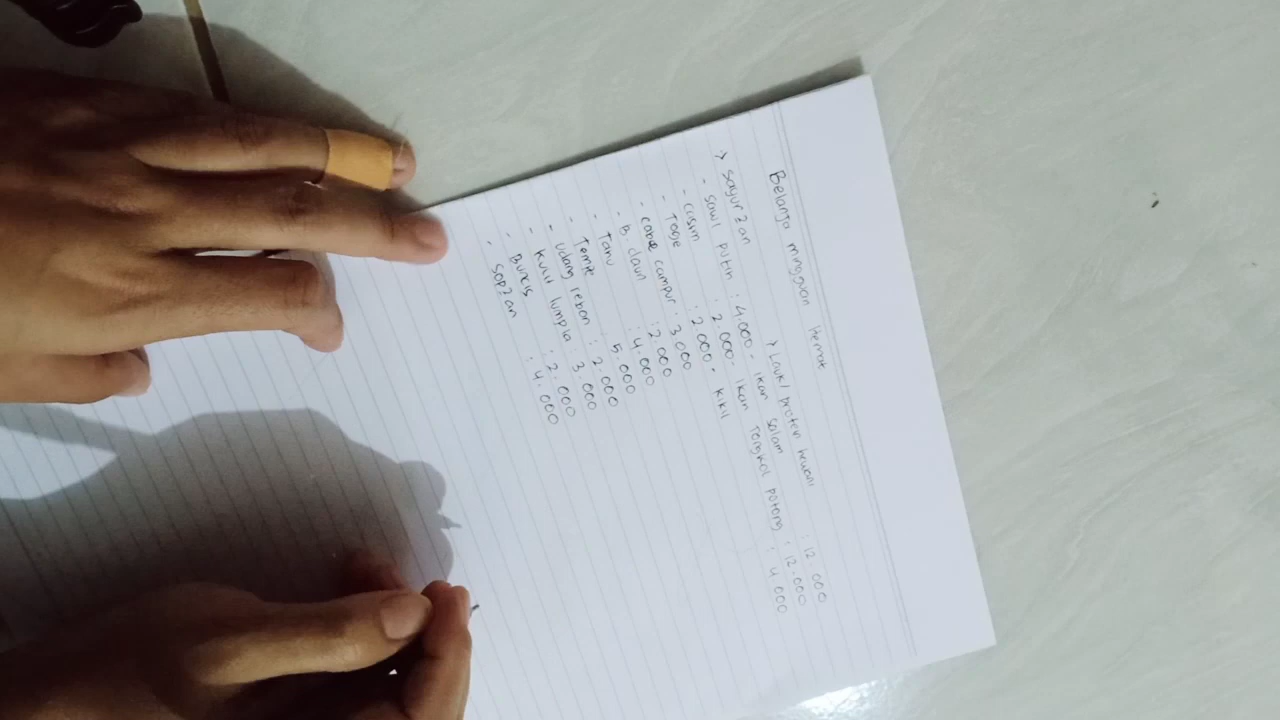 Belanja mingguan Hemat
> Sayur2an
- Sawi putih : 4.000-
- caisim : 2.000-
- Toge : 2.000-
- cabe campur : 3.000
- B. daun : 2.000
- Tahu : 4.000
- Tempe : 5.000
- Udang rebon : 2.000
- Kulit lumpia : 3.000
- Buncis : 2.000
- Sop2an : 4.000
> Lauk/protein hewani
ikan salam : 12.000
ikan Tongkol potong : 12.000
kikil : 4.000